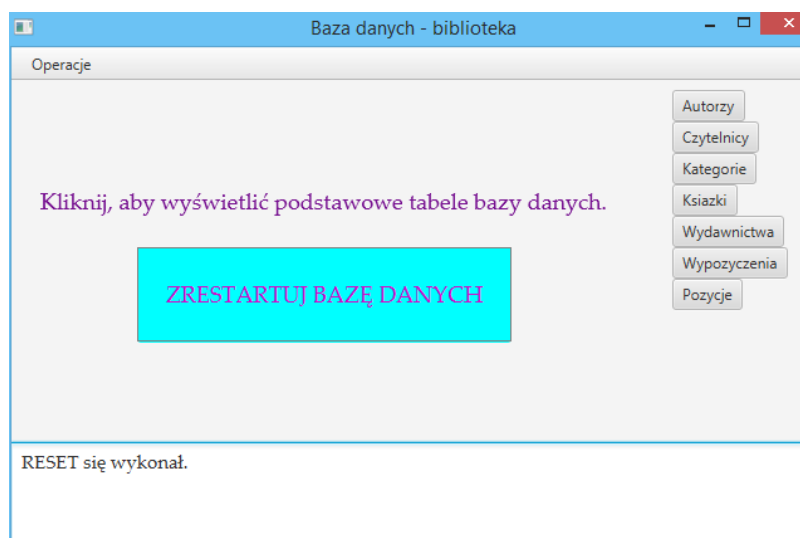 Baza danych - biblioteka
Operacje
Autorzy
Czytelnicy
Kategorie
Ksiazki
Wydawnictwa
Wypozyczenia
Pozycje
Kliknij, aby wyświetlić podstawowe tabele bazy danych.
ZRESTARTUJ BAZĘ DANYCH
RESET się wykonał.